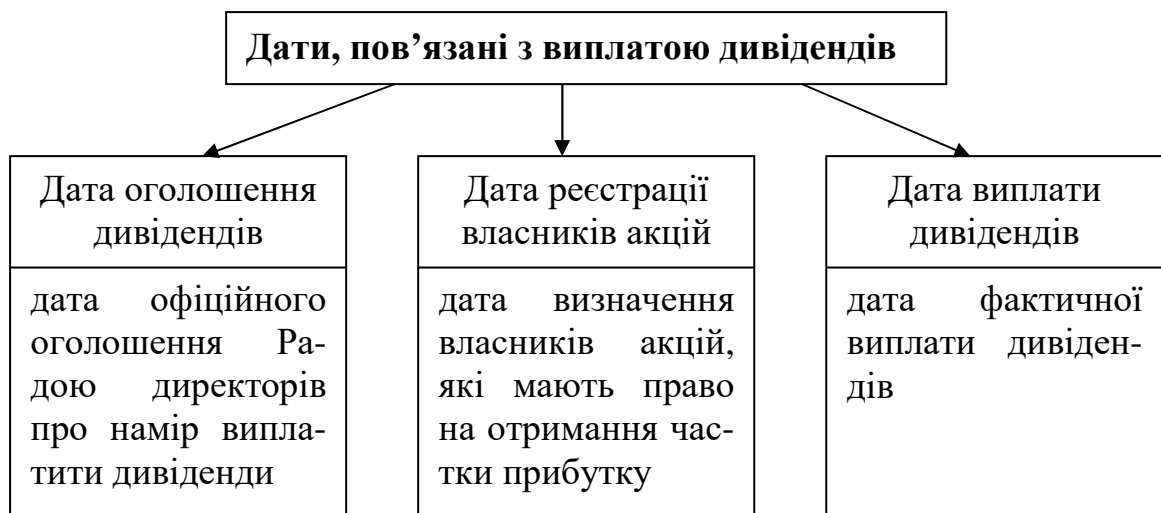 Дати, пов’язані з виплатою дивідендів
Дата оголошення
дивідендів
дата офіційного
оголошення Ра-
дою директорів
про намір випла-
тити дивіденди
Дата реєстрації
власників акцій
дата визначення
власників акцій,
які мають право
на отримання час-
тки прибутку
Дата виплати
дивідендів
дата фактичної
виплати дивіден-
дів